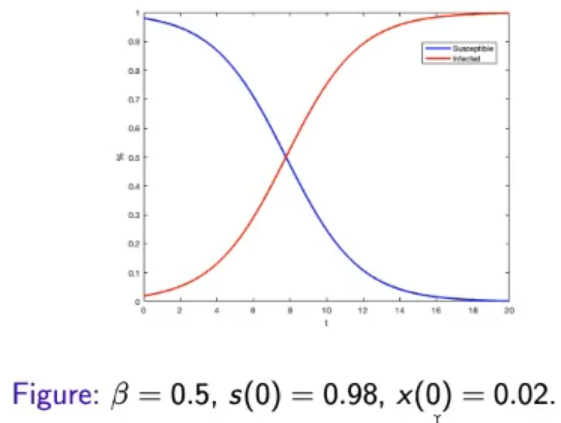 1
0.9
0.8
0.7
0.6
0.5
0.4
0.3
0.2
0.1
0
%
Susceptible
Infected
0 2 4 6 8 10 12 14 16 18 20
t
Figure: β = 0.5, s(0) = 0.98, x(0) = 0.02.